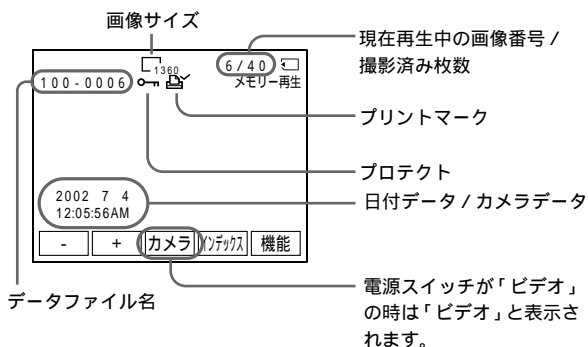 画像サイズ
現在再生中の画像番号 /
撮影済み枚数
1360
6 / 40
100-0006
メモリー再生
プリントマーク
プロテクト
日付データ / カメラデータ
2002 7 4
12:05:56AM
- + カメラ インデックス 機能
データファイル名
電源スイッチが「ビデオ」
の時は「ビデオ」と表示さ
れます。